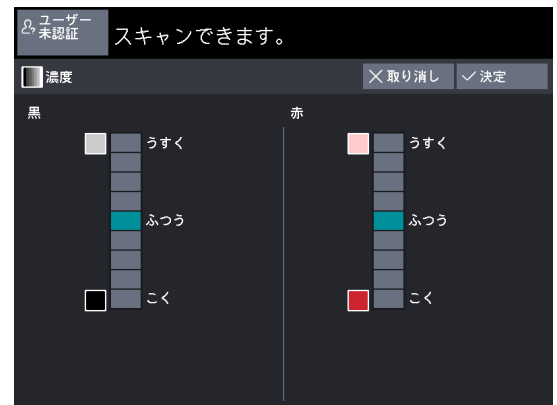 ユーザー
未認証
スキャンできます。
濃度
取り消し
決定
黒
赤
うすく
うすく
ふつう
ふつう
こく
こく